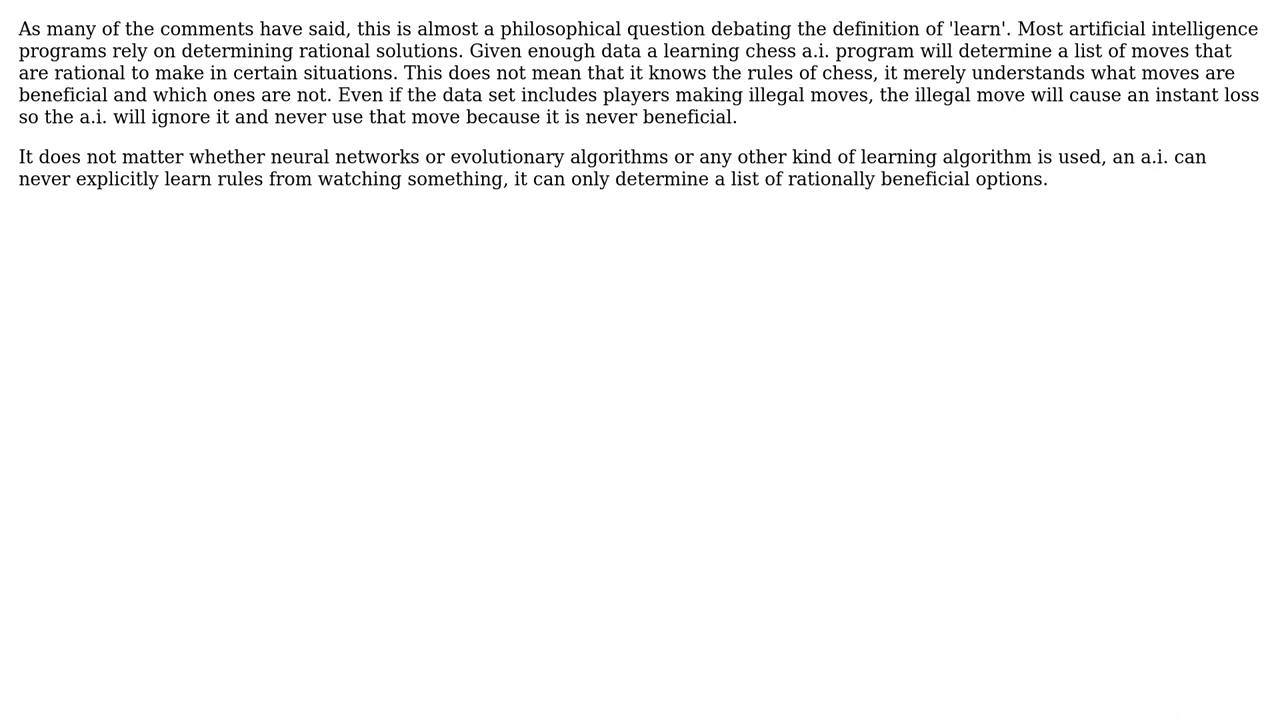 As many of the comments have said, this is almost a philosophical question debating the definition of 'learn'. Most artificial intelligence
programs rely on determining rational solutions. Given enough data a learning chess a.i. program will determine a list of moves that
are rational to make in certain situations. This does not mean that it knows the rules of chess, it merely understands what moves are
beneficial and which ones are not. Even if the data set includes players making illegal moves, the illegal move will cause an instant loss
so the a.i. will ignore it and never use that move because it is never beneficial.
It does not matter whether neural networks or evolutionary algorithms or any other kind of learning algorithm is used, an a.i. can
never explicitly learn rules from watching something, it can only determine a list of rationally beneficial options.